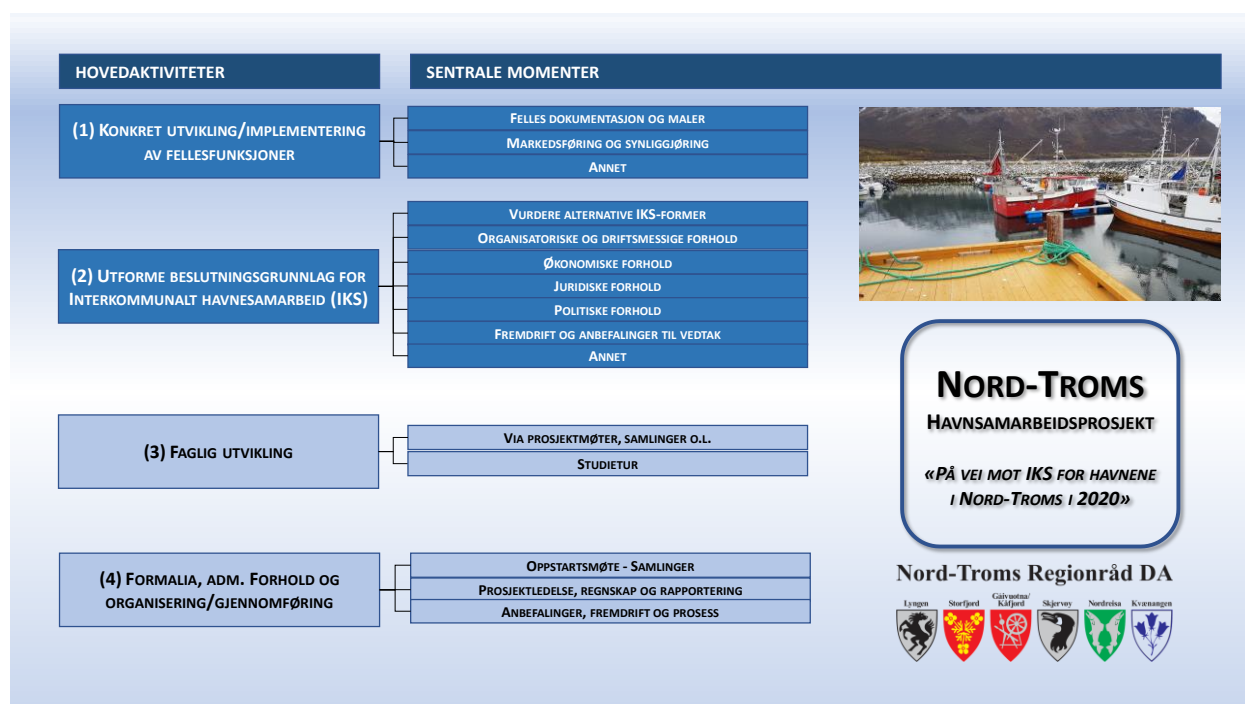 HOVEDAKTIVITETER
SENTRALE MOMENTER
(1) KONKRET UTVIKLING/IMPLEMENTERING
AV FELLESFUNKSJONER
FELLES DOKUMENTASJON OG MALER
MARKEDSFØRING OG SYNLIGGJØRING
ANNET
(2) UTFORME BESLUTNINGSGRUNNLAG FOR
INTERKOMMUNALT HAVNESAMARBEID (IKS)
VURDERE ALTERNATIVE IKS-FORMER
ORGANISATORISKE OG DRIFTSMESSIGE FORHOLD
ØKONOMISKE FORHOLD
JURIDISKE FORHOLD
POLITISKE FORHOLD
FREMDRIFT OG ANBEFALINGER TIL VEDTAK
ANNET
(3) FAGLIG UTVIKLING
VIA PROSJEKTMØTER, SAMLINGER O.L.
STUDIETUR
(4) FORMALIA, ADM. FORHOLD OG
ORGANISERING/GJENNOMFØRING
OPPSTARTSMØTE - SAMLINGER
PROSJEKTLEDELSE, REGNSKAP OG RAPPORTERING
ANBEFALINGER, FREMDRIFT OG PROSESS
NORD-TROMS
HAVNSAMARBEIDSPROSJEKT
«PÅ VEI MOT IKS FOR HAVNENE
I NORD-TROMS I 2020»
Nord-Troms Regionråd DA
Lyngen Storfjord Gáivuotna/ Kåfjord Skjervøy Nordreisa Kvænangen